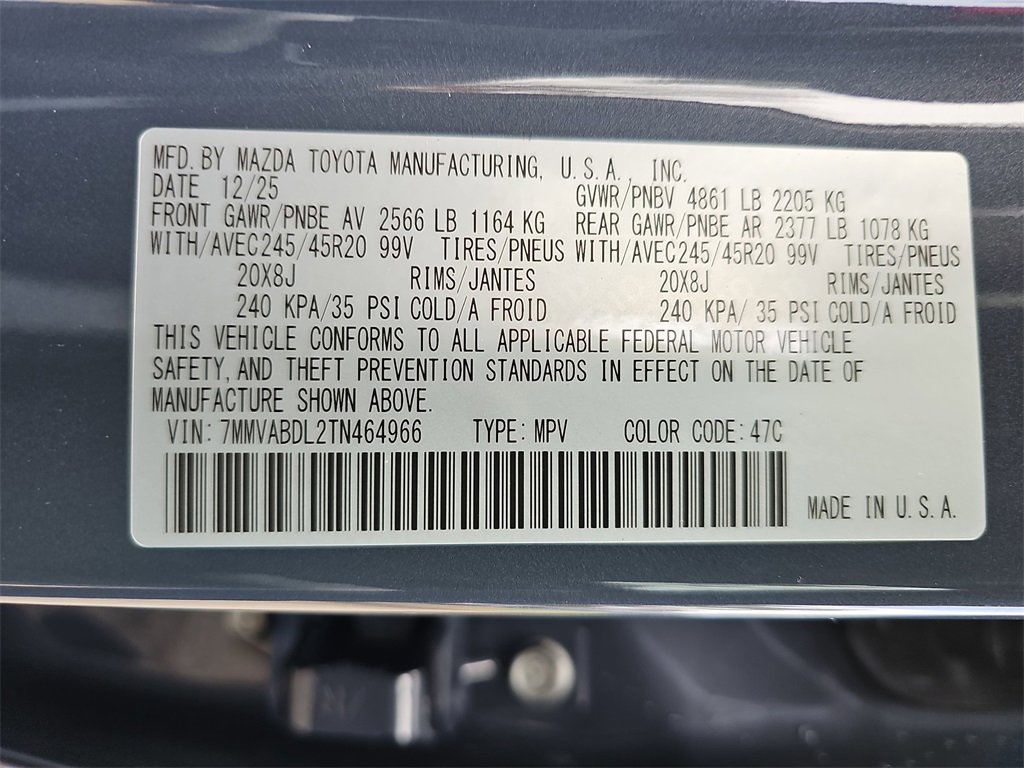 MFD. BY MAZDA TOYOTA MANUFACTURING, U.S.A., INC.
DATE 12/25 GVWR/PNBV 4861 LB 2205 KG
FRONT GAWR/PNBE AV 2566 LB 1164 KG REAR GAWR/PNBE AR 2377 LB 1078 KG
WITH/AVEC 245/45R20 99V TIRES/PNEUS WITH/AVEC 245/45R20 99V TIRES/PNEUS
20X8J RIMS/JANTES 20X8J RIMS/JANTES
240 KPA/35 PSI COLD/A FROID 240 KPA/ 35 PSI COLD/A FROID
THIS VEHICLE CONFORMS TO ALL APPLICABLE FEDERAL MOTOR VEHICLE
SAFETY, AND THEFT PREVENTION STANDARDS IN EFFECT ON THE DATE OF
MANUFACTURE SHOWN ABOVE.
VIN: 7MMVABDL2TN464966 TYPE: MPV COLOR CODE: 47C
MADE IN U.S.A.